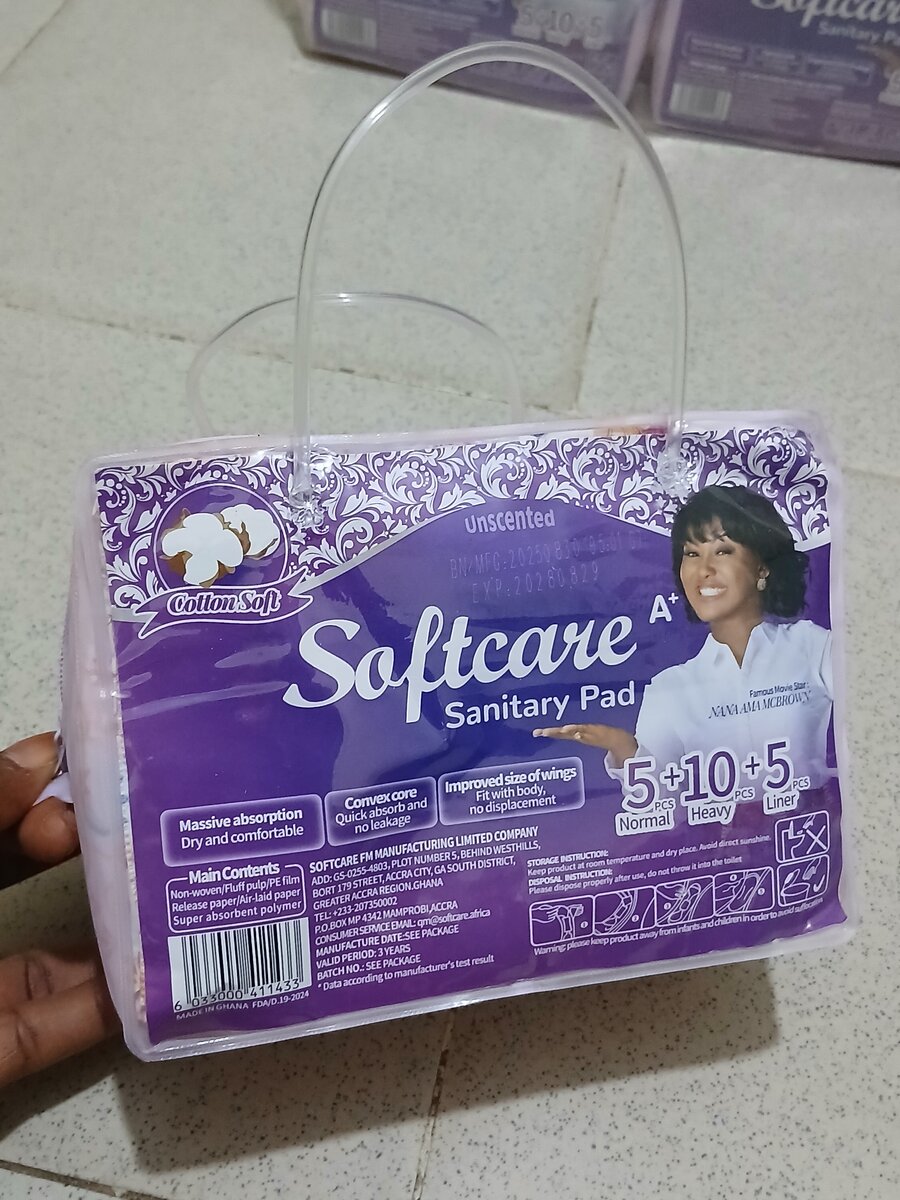 5+10+5
Softcare
Sanitary Pa
Unscented
BN/MFG:20250830
EXP:20280829
Cotton Soft
Softcare A+
Sanitary Pad
Famous Movie Star:
NANA AMA MCBROWN
5PCS+10PCS+5PCS
Normal Heavy Liner
Massive absorption
Dry and comfortable
Convex core
Quick absorb and
no leakage
Improved size of wings
Fit with body,
no displacement
Main Contents
Non-woven/Fluff pulp/PE film
Release paper/Air-laid paper
Super absorbent polymer
6 033000 411433
MADE IN GHANA FDA/D.19-2024
SOFTCARE FM MANUFACTURING LIMITED COMPANY
ADD: GS-0255-4803, PLOT NUMBER 5, BEHIND WESTHILLS,
BORT 179 STREET, ACCRA CITY, GA SOUTH DISTRICT,
GREATER ACCRA REGION.GHANA
TEL: +233-207350002
P.O.BOX MP 4342 MAMPROBI,ACCRA
CONSUMER SERVICE EMAIL: qm@softcare.africa
MANUFACTURE DATE:SEE PACKAGE
VALID PERIOD: 3 YEARS
BATCH NO.: SEE PACKAGE
* Data according to manufacturer's test result
STORAGE INSTRUCTION:
Keep product at room temperature and dry place. Avoid direct sunshine.
DISPOSAL INSTRUCTION:
Please dispose properly after use, do not throw it into the toilet
Warning: please keep product away from infants and children in order to avoid suffocation